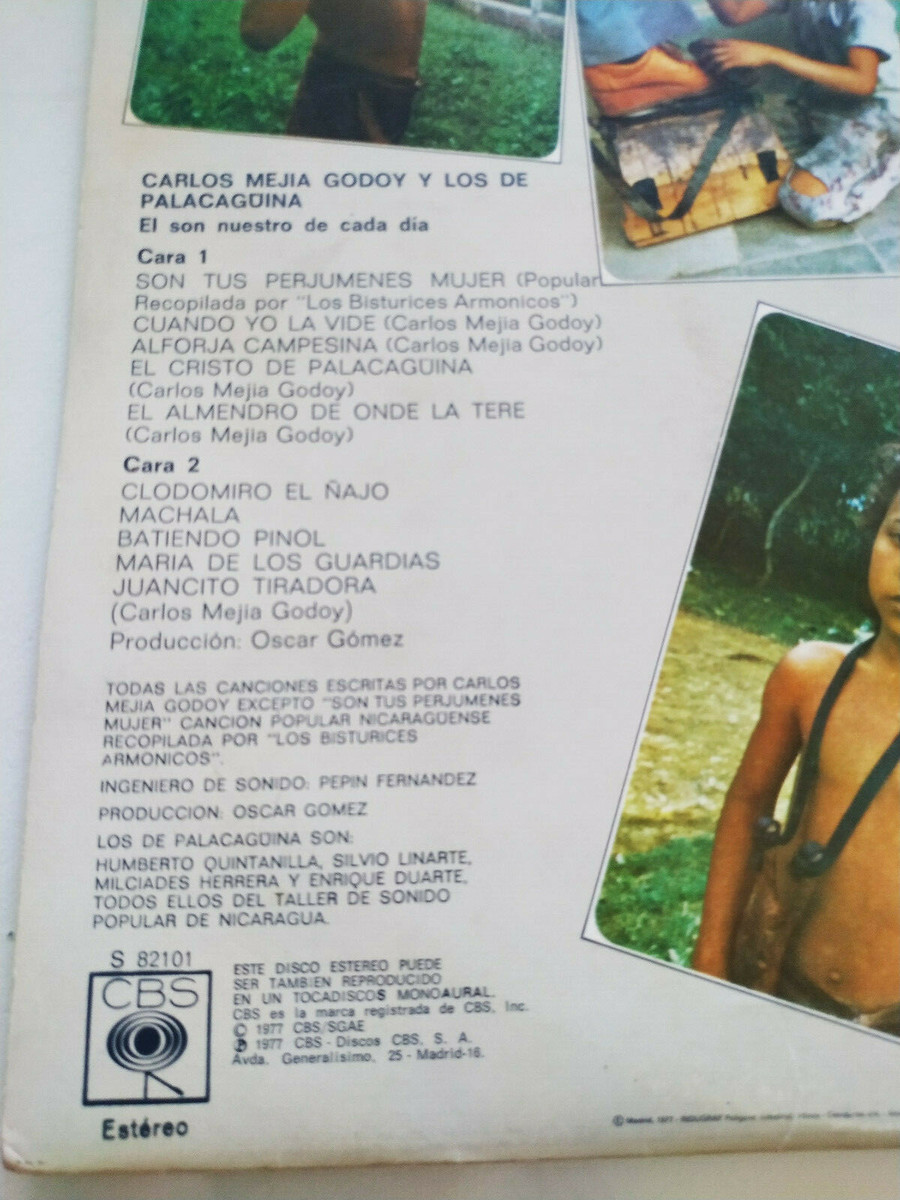 CARLOS MEJIA GODOY Y LOS DE
PALACAGÜINA
El son nuestro de cada día
Cara 1
SON TUS PERJUMENES MUJER (Popular
Recopilada por "Los Bisturices Armonicos")
CUANDO YO LA VIDE (Carlos Mejia Godoy)
ALFORJA CAMPESINA (Carlos Mejia Godoy)
EL CRISTO DE PALACAGÜINA
(Carlos Mejia Godoy)
EL ALMENDRO DE ONDE LA TERE
(Carlos Mejia Godoy)
Cara 2
CLODOMIRO EL ÑAJO
MACHALA
BATIENDO PINOL
MARIA DE LOS GUARDIAS
JUANCITO TIRADORA
(Carlos Mejia Godoy)
Producción: Oscar Gómez
TODAS LAS CANCIONES ESCRITAS POR CARLOS
MEJIA GODOY EXCEPTO "SON TUS PERJUMENES
MUJER" CANCION POPULAR NICARAGÜENSE
RECOPILADA POR "LOS BISTURICES
ARMONICOS".
INGENIERO DE SONIDO: PEPIN FERNANDEZ
PRODUCCION: OSCAR GOMEZ
LOS DE PALACAGÜINA SON:
HUMBERTO QUINTANILLA, SILVIO LINARTE,
MILCIADES HERRERA Y ENRIQUE DUARTE,
TODOS ELLOS DEL TALLER DE SONIDO
POPULAR DE NICARAGUA.
S 82101
CBS
Estéreo
ESTE DISCO ESTEREO PUEDE
SER TAMBIEN REPRODUCIDO
EN UN TOCADISCOS MONOAURAL.
CBS es la marca registrada de CBS, Inc.
© 1977 CBS/SGAE
℗ 1977 CBS - Discos CBS, S. A.
Avda. Generalísimo, 25 - Madrid-16.
© Madrid, 1977